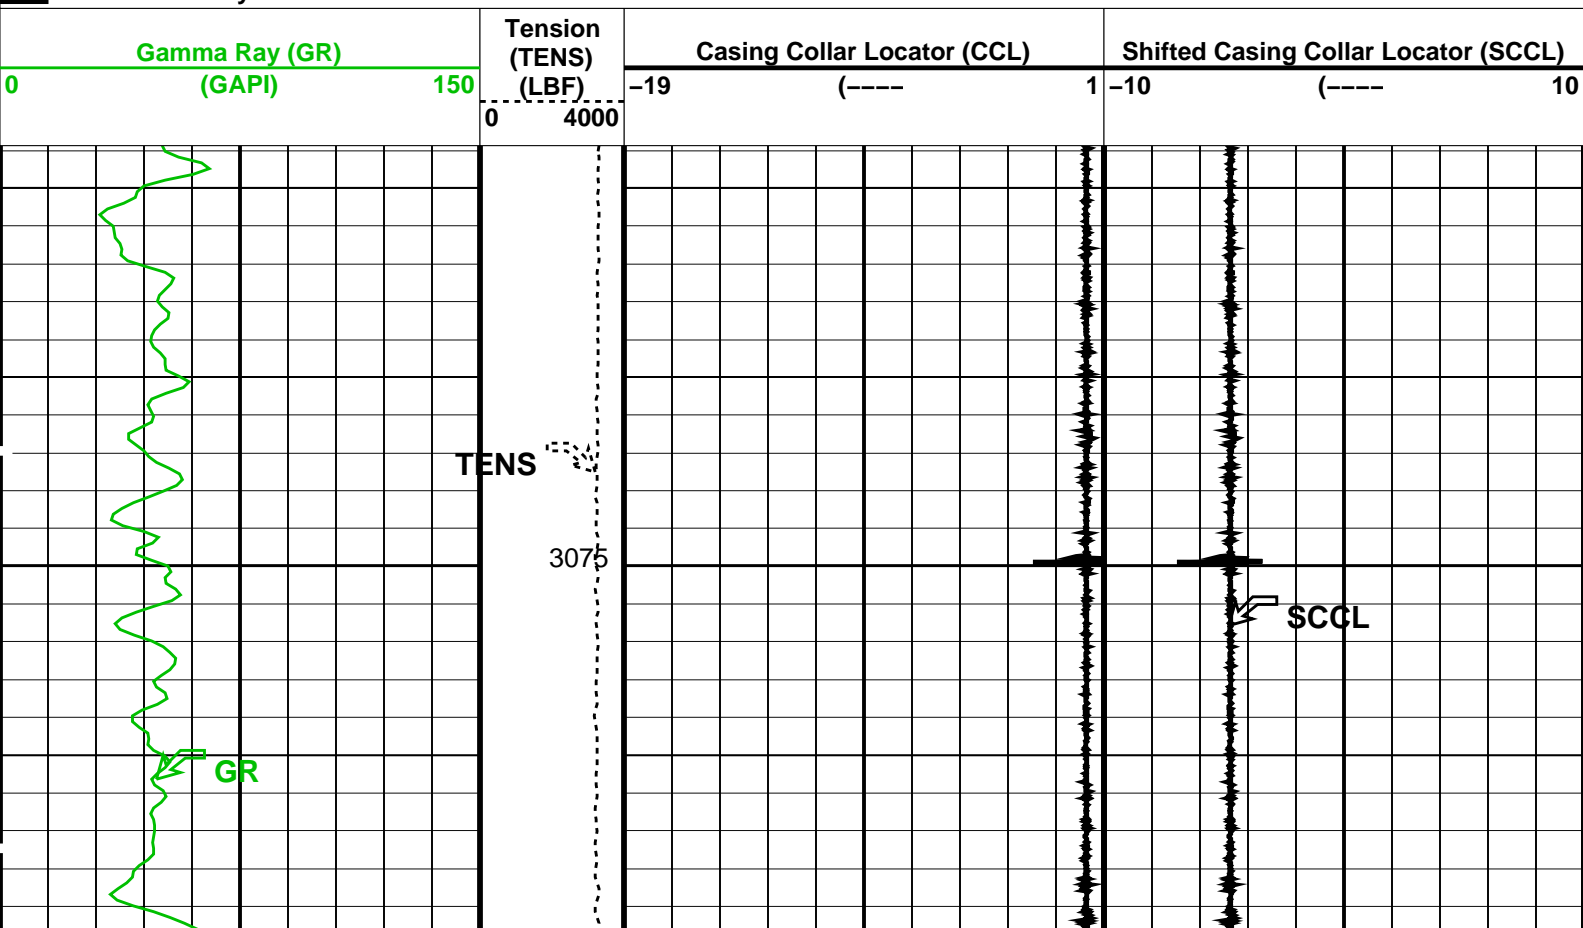 Gamma Ray (GR)
0 (GAPI) 150
Tension
(TENS)
(LBF)
0 4000
Casing Collar Locator (CCL)
−19 (−−−− 1
Shifted Casing Collar Locator (SCCL)
−10 (−−−− 10
TENS
3075
SCCL
GR